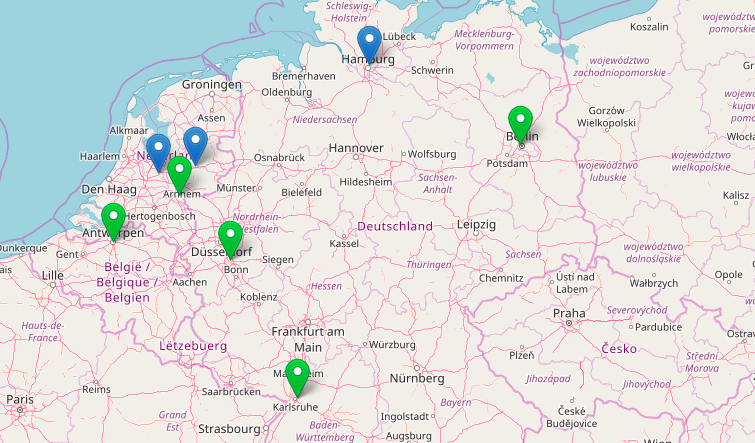 Schleswig-
Holstein
Lübeck
Hamburg
Mecklenburg-
Vorpommern
Schwerin
Koszalin
województwo
pomorskie
województwo
zachodniopomorskie
Bremerhaven
Oldenburg
Groningen
Assen
Niedersachsen
Gorzów
Wielkopolski
Alkmaar
Haarlem
Den Haag
Arnhem
's-Hertogenbosch
Osnabrück
Hannover
Wolfsburg
Berlin
Potsdam
województwo
lubuskie
województwo
wielkopolskie
Münster
Bielefeld
Hildesheim
Sachsen-
Anhalt
Kalisz
Antwerpen
Gent
Dunkerque
Lille
Nordrhein-
Westfalen
Düsseldorf
Bonn
Siegen
Aachen
Kassel
Deutschland
Leipzig
Thüringen
Sachsen
Chemnitz
województwo
dolnośląskie
Wałbrzych
Opole
België /
Belgique /
Belgien
Koblenz
Hessen
Ústí nad
Labem
Praha
Severovýchod
Pardubice
Hauts-de-
France
Lëtzebuerg
Frankfurt am
Main
Würzburg
Plzeň
Česko
Střední
Morava
Jihozápad
Jihovýchod
Reims
Saarbrücken
Mannheim
Karlsruhe
Nürnberg
Paris
Grand
Est
Strasbourg
Baden-
Württemberg
Ingolstadt
Augsburg
Bayern
České
Budějovice